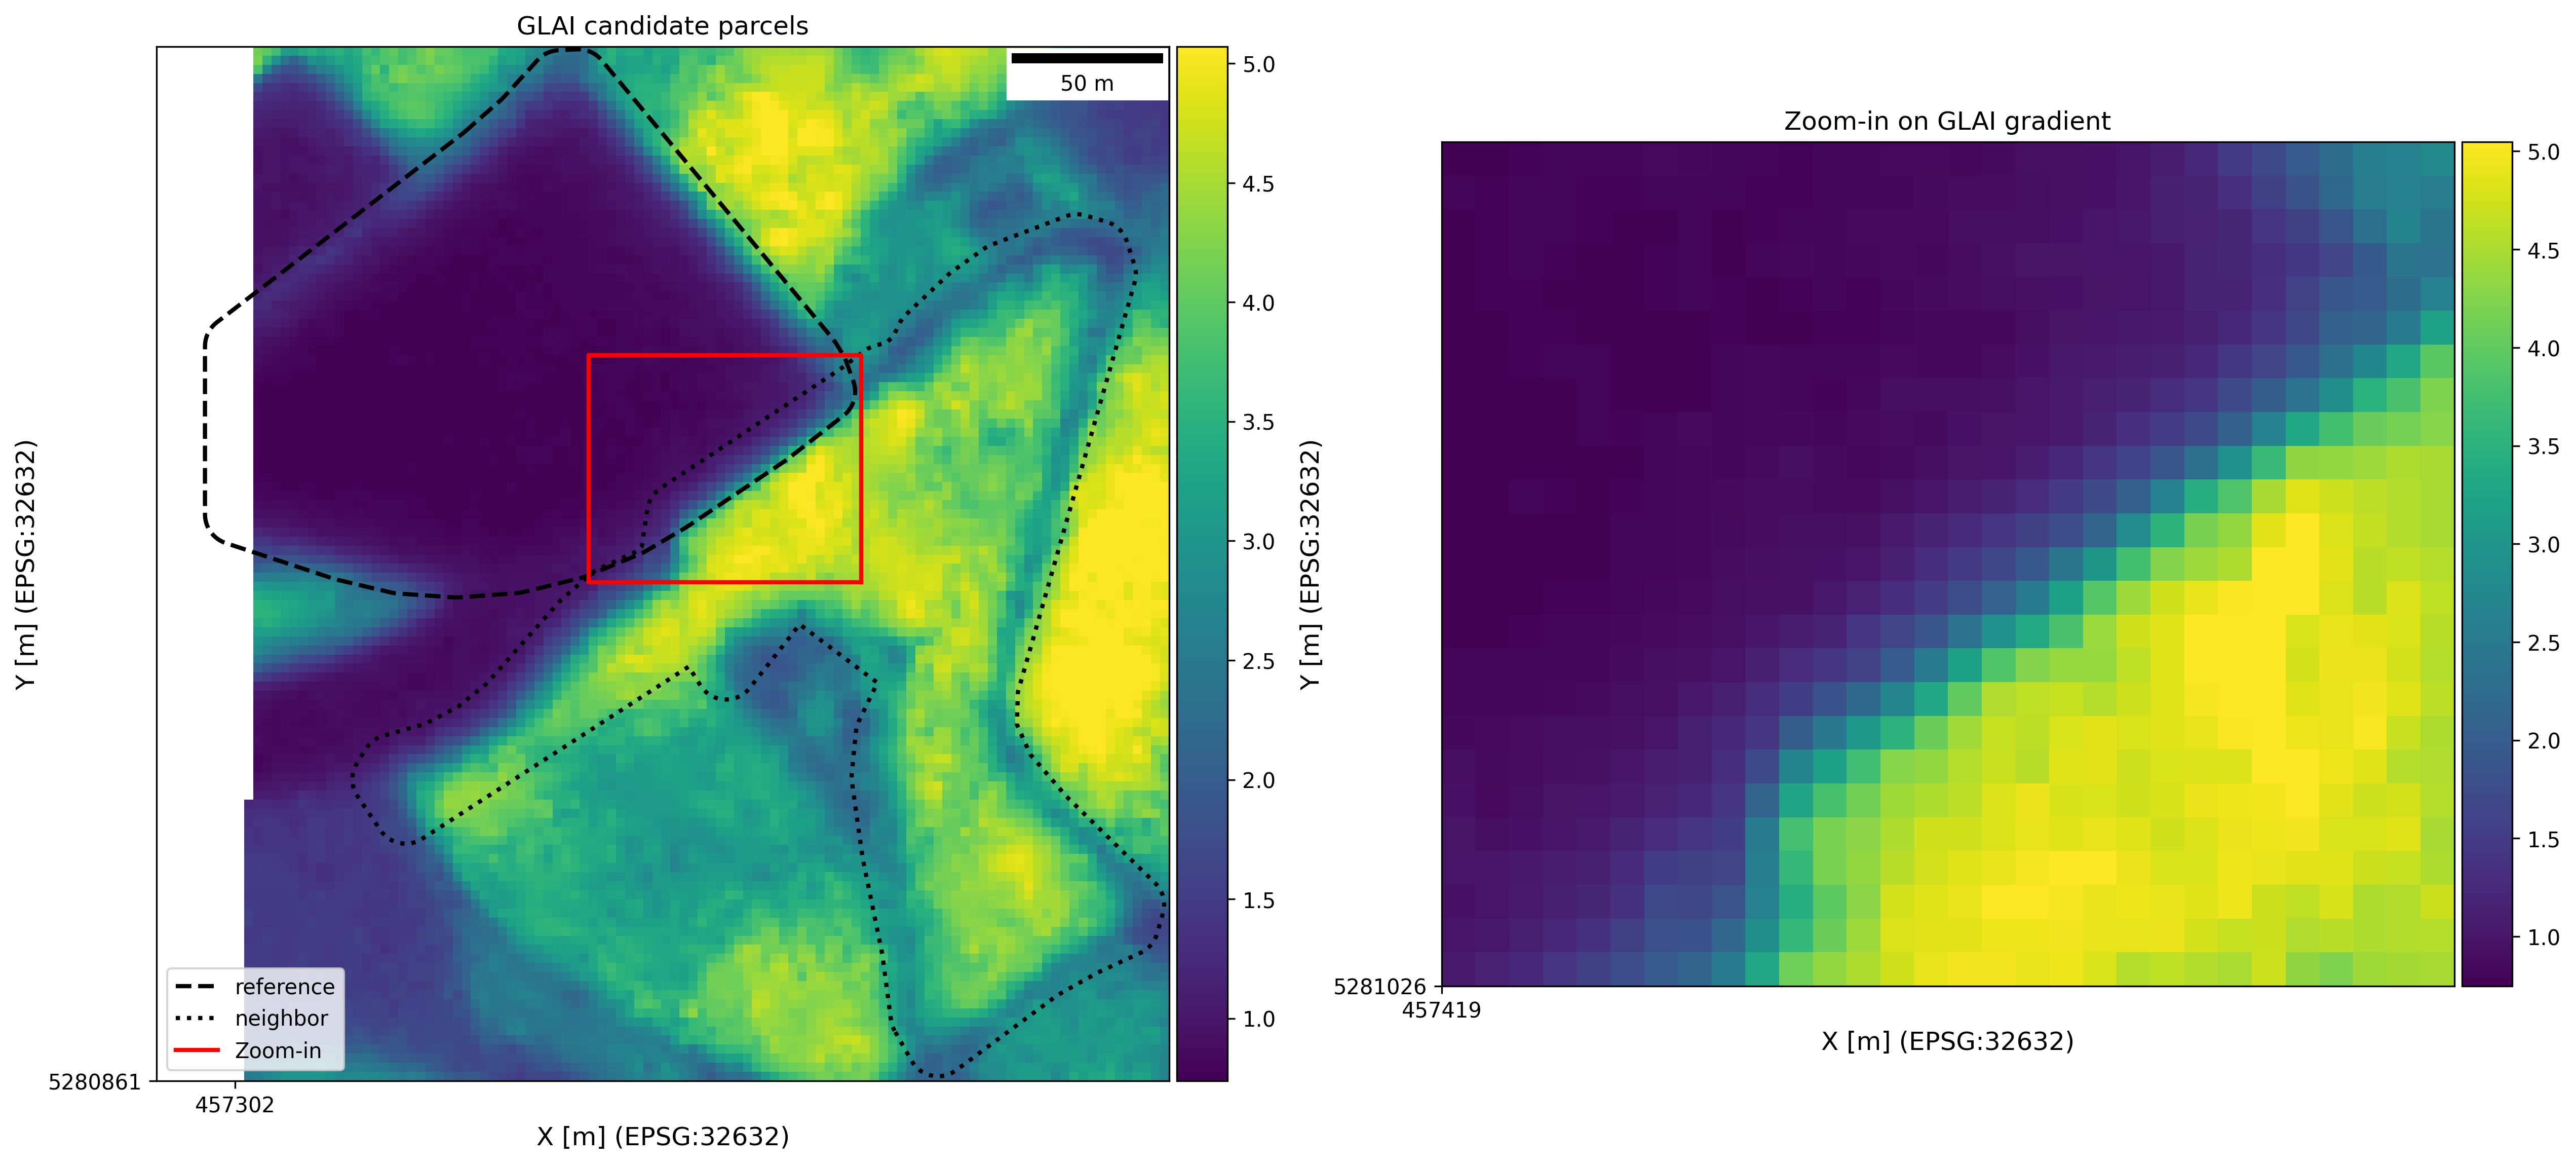 GLAI candidate parcels
50 m
5.0
4.5
4.0
3.5
3.0
2.5
2.0
1.5
1.0
Y [m] (EPSG:32632)
reference
neighbor
Zoom-in
5280861
457302
X [m] (EPSG:32632)
Zoom-in on GLAI gradient
5.0
4.5
4.0
3.5
3.0
2.5
2.0
1.5
1.0
Y [m] (EPSG:32632)
5281026
457419
X [m] (EPSG:32632)